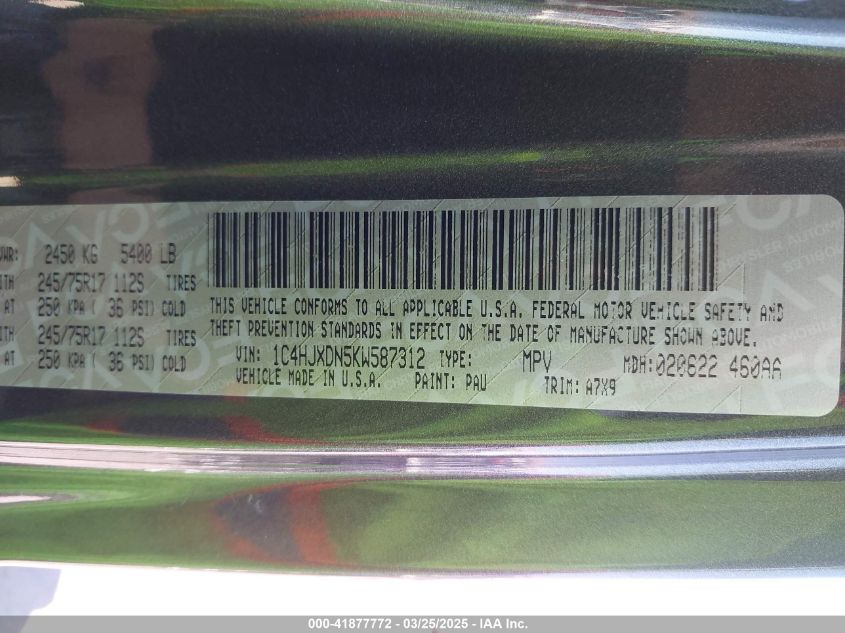 VWR: 2450 KG 5400 LB
ITH 245/75R17 112S TIRES
AT 250 KPA ( 36 PSI) COLD
ITH 245/75R17 112S TIRES
AT 250 KPA ( 36 PSI) COLD
THIS VEHICLE CONFORMS TO ALL APPLICABLE U.S.A. FEDERAL MOTOR VEHICLE SAFETY AND
THEFT PREVENTION STANDARDS IN EFFECT ON THE DATE OF MANUFACTURE SHOWN ABOVE.
VIN: 1C4HJXDN5KW587312 TYPE: MPV MDH:020622 460AA
VEHICLE MADE IN U.S.A. PAINT: PAU TRIM: A7X9
000-41877772 — 03/25/2025 — IAA Inc.